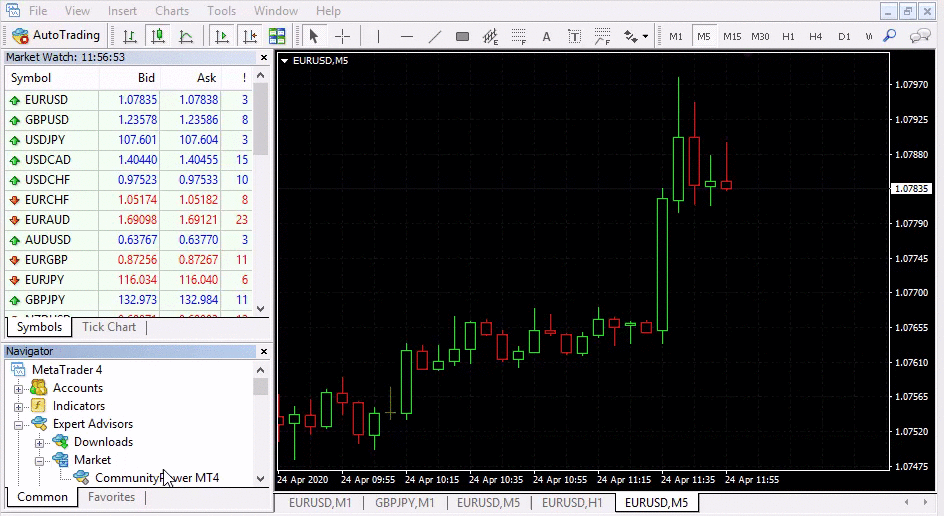 File View Insert Charts Tools Window Help
AutoTrading A T M1 M5 M15 M30 H1 H4 D1 W
Market Watch: 11:56:53
Symbol Bid Ask !
EURUSD 1.07835 1.07838 3
GBPUSD 1.23578 1.23586 8
USDJPY 107.601 107.604 3
USDCAD 1.40440 1.40455 15
USDCHF 0.97523 0.97533 10
EURCHF 1.05174 1.05182 8
EURAUD 1.69098 1.69121 23
AUDUSD 0.63767 0.63770 3
EURGBP 0.87256 0.87267 11
EURJPY 116.034 116.040 6
GBPJPY 132.973 132.984 11
Symbols Tick Chart
Navigator
MetaTrader 4
Accounts
Indicators
Expert Advisors
Downloads
Market
CommunityPower MT4
Common Favorites
EURUSD,M5
1.07970
1.07925
1.07880
1.07835
1.07790
1.07745
1.07700
1.07655
1.07610
1.07565
1.07520
1.07475
24 Apr 2020 24 Apr 09:55 24 Apr 10:15 24 Apr 10:35 24 Apr 10:55 24 Apr 11:15 24 Apr 11:35 24 Apr 11:55
EURUSD,M1 GBPJPY,M1 EURUSD,M5 EURUSD,H1 EURUSD,M5